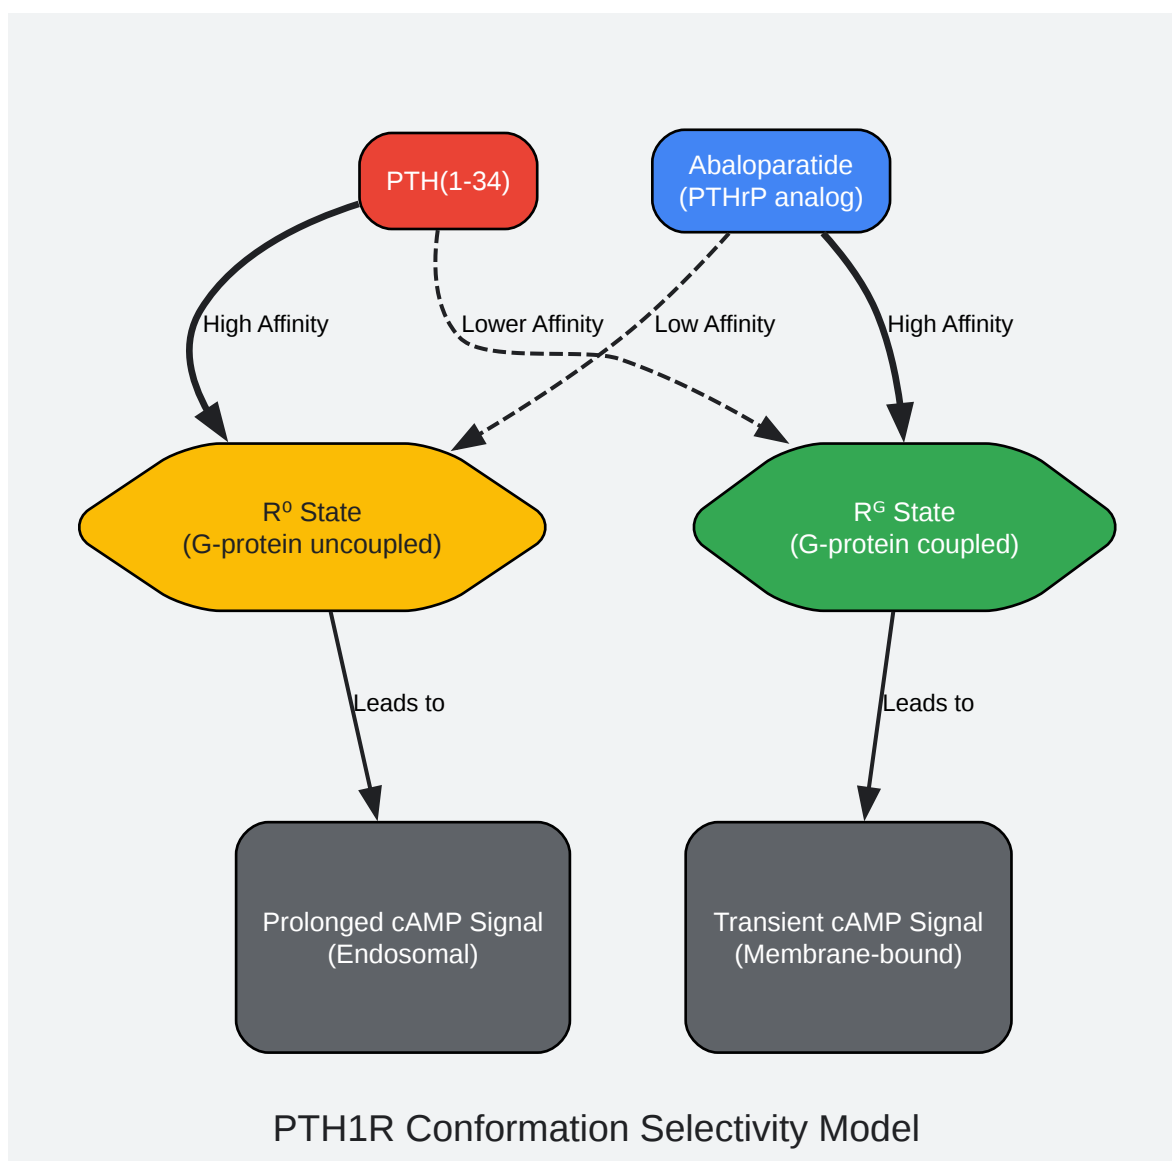 PTH(1-34)
Abaloparatide
(PTHrP analog)
High Affinity
Lower Affinity
Low Affinity
High Affinity
R⁰ State
(G-protein uncoupled)
Rᴳ State
(G-protein coupled)
Leads to
Leads to
Prolonged cAMP Signal
(Endosomal)
Transient cAMP Signal
(Membrane-bound)
PTH1R Conformation Selectivity Model